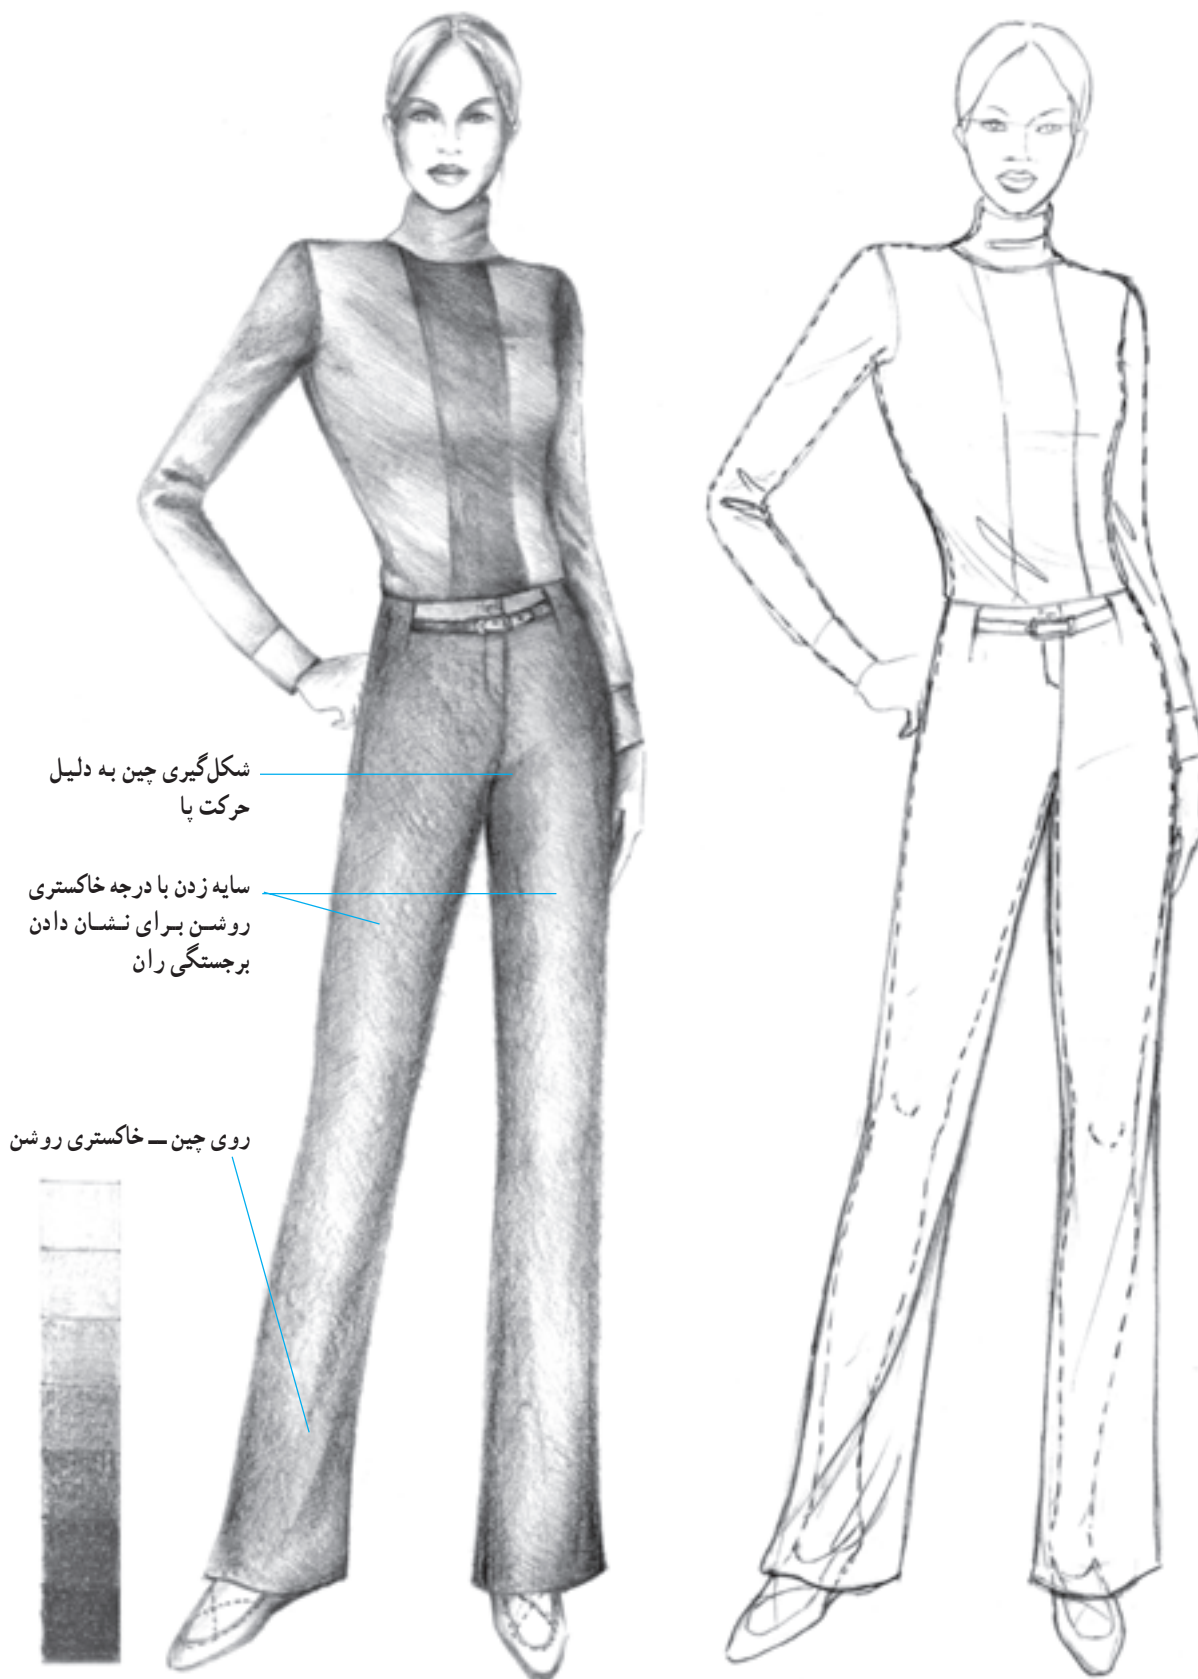 شکل‌گیری چین به دلیل
حرکت پا
سایه زدن با درجه خاکستری
روشن برای نشان دادن
برجستگی ران
روی چین ــ خاکستری روشن